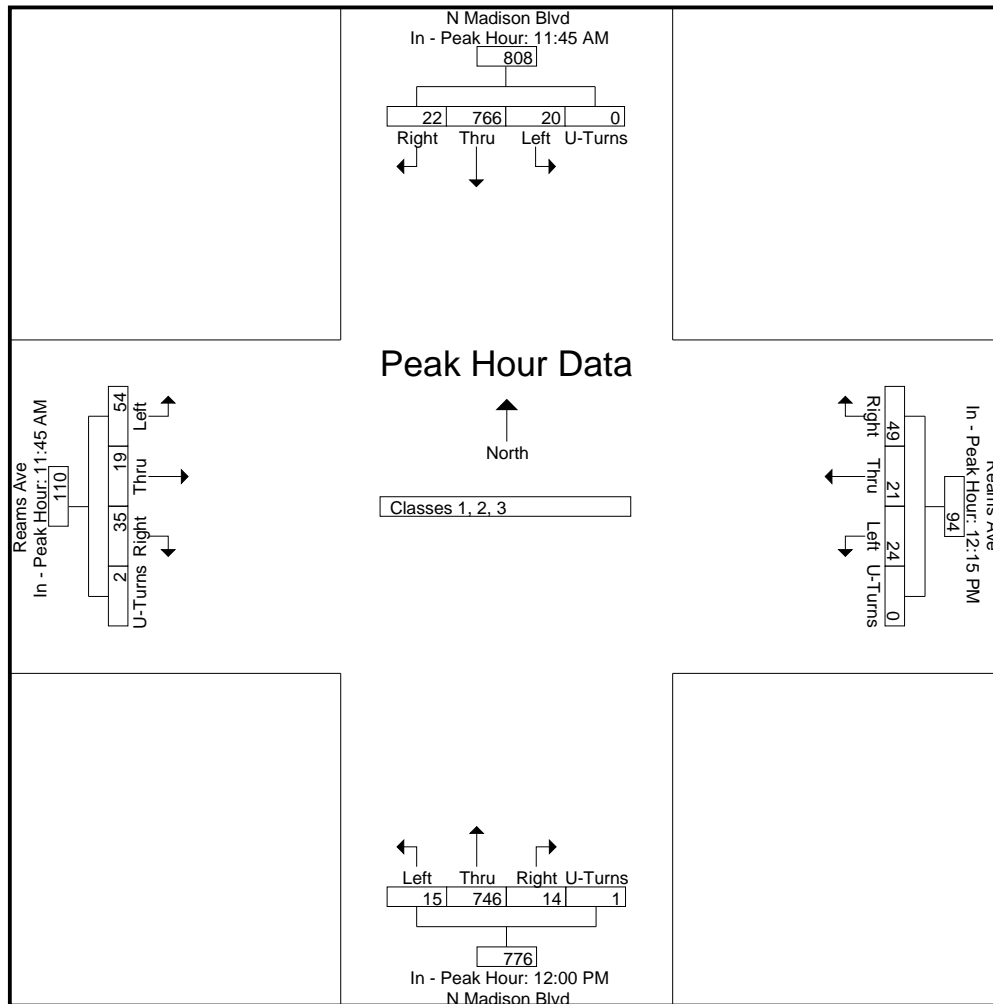 N Madison Blvd
In - Peak Hour: 11:45 AM
808
22 766 20 0
Right Thru Left U-Turns
Peak Hour Data
North
Classes 1, 2, 3
Reams Ave
In - Peak Hour: 11:45 AM
110
54 19 35 2
Left Thru Right U-Turns
Right Thru Left U-Turns
49 21 24 0
94
In - Peak Hour: 12:15 PM
Reams Ave
Left Thru Right U-Turns
15 746 14 1
776
In - Peak Hour: 12:00 PM
N Madison Blvd